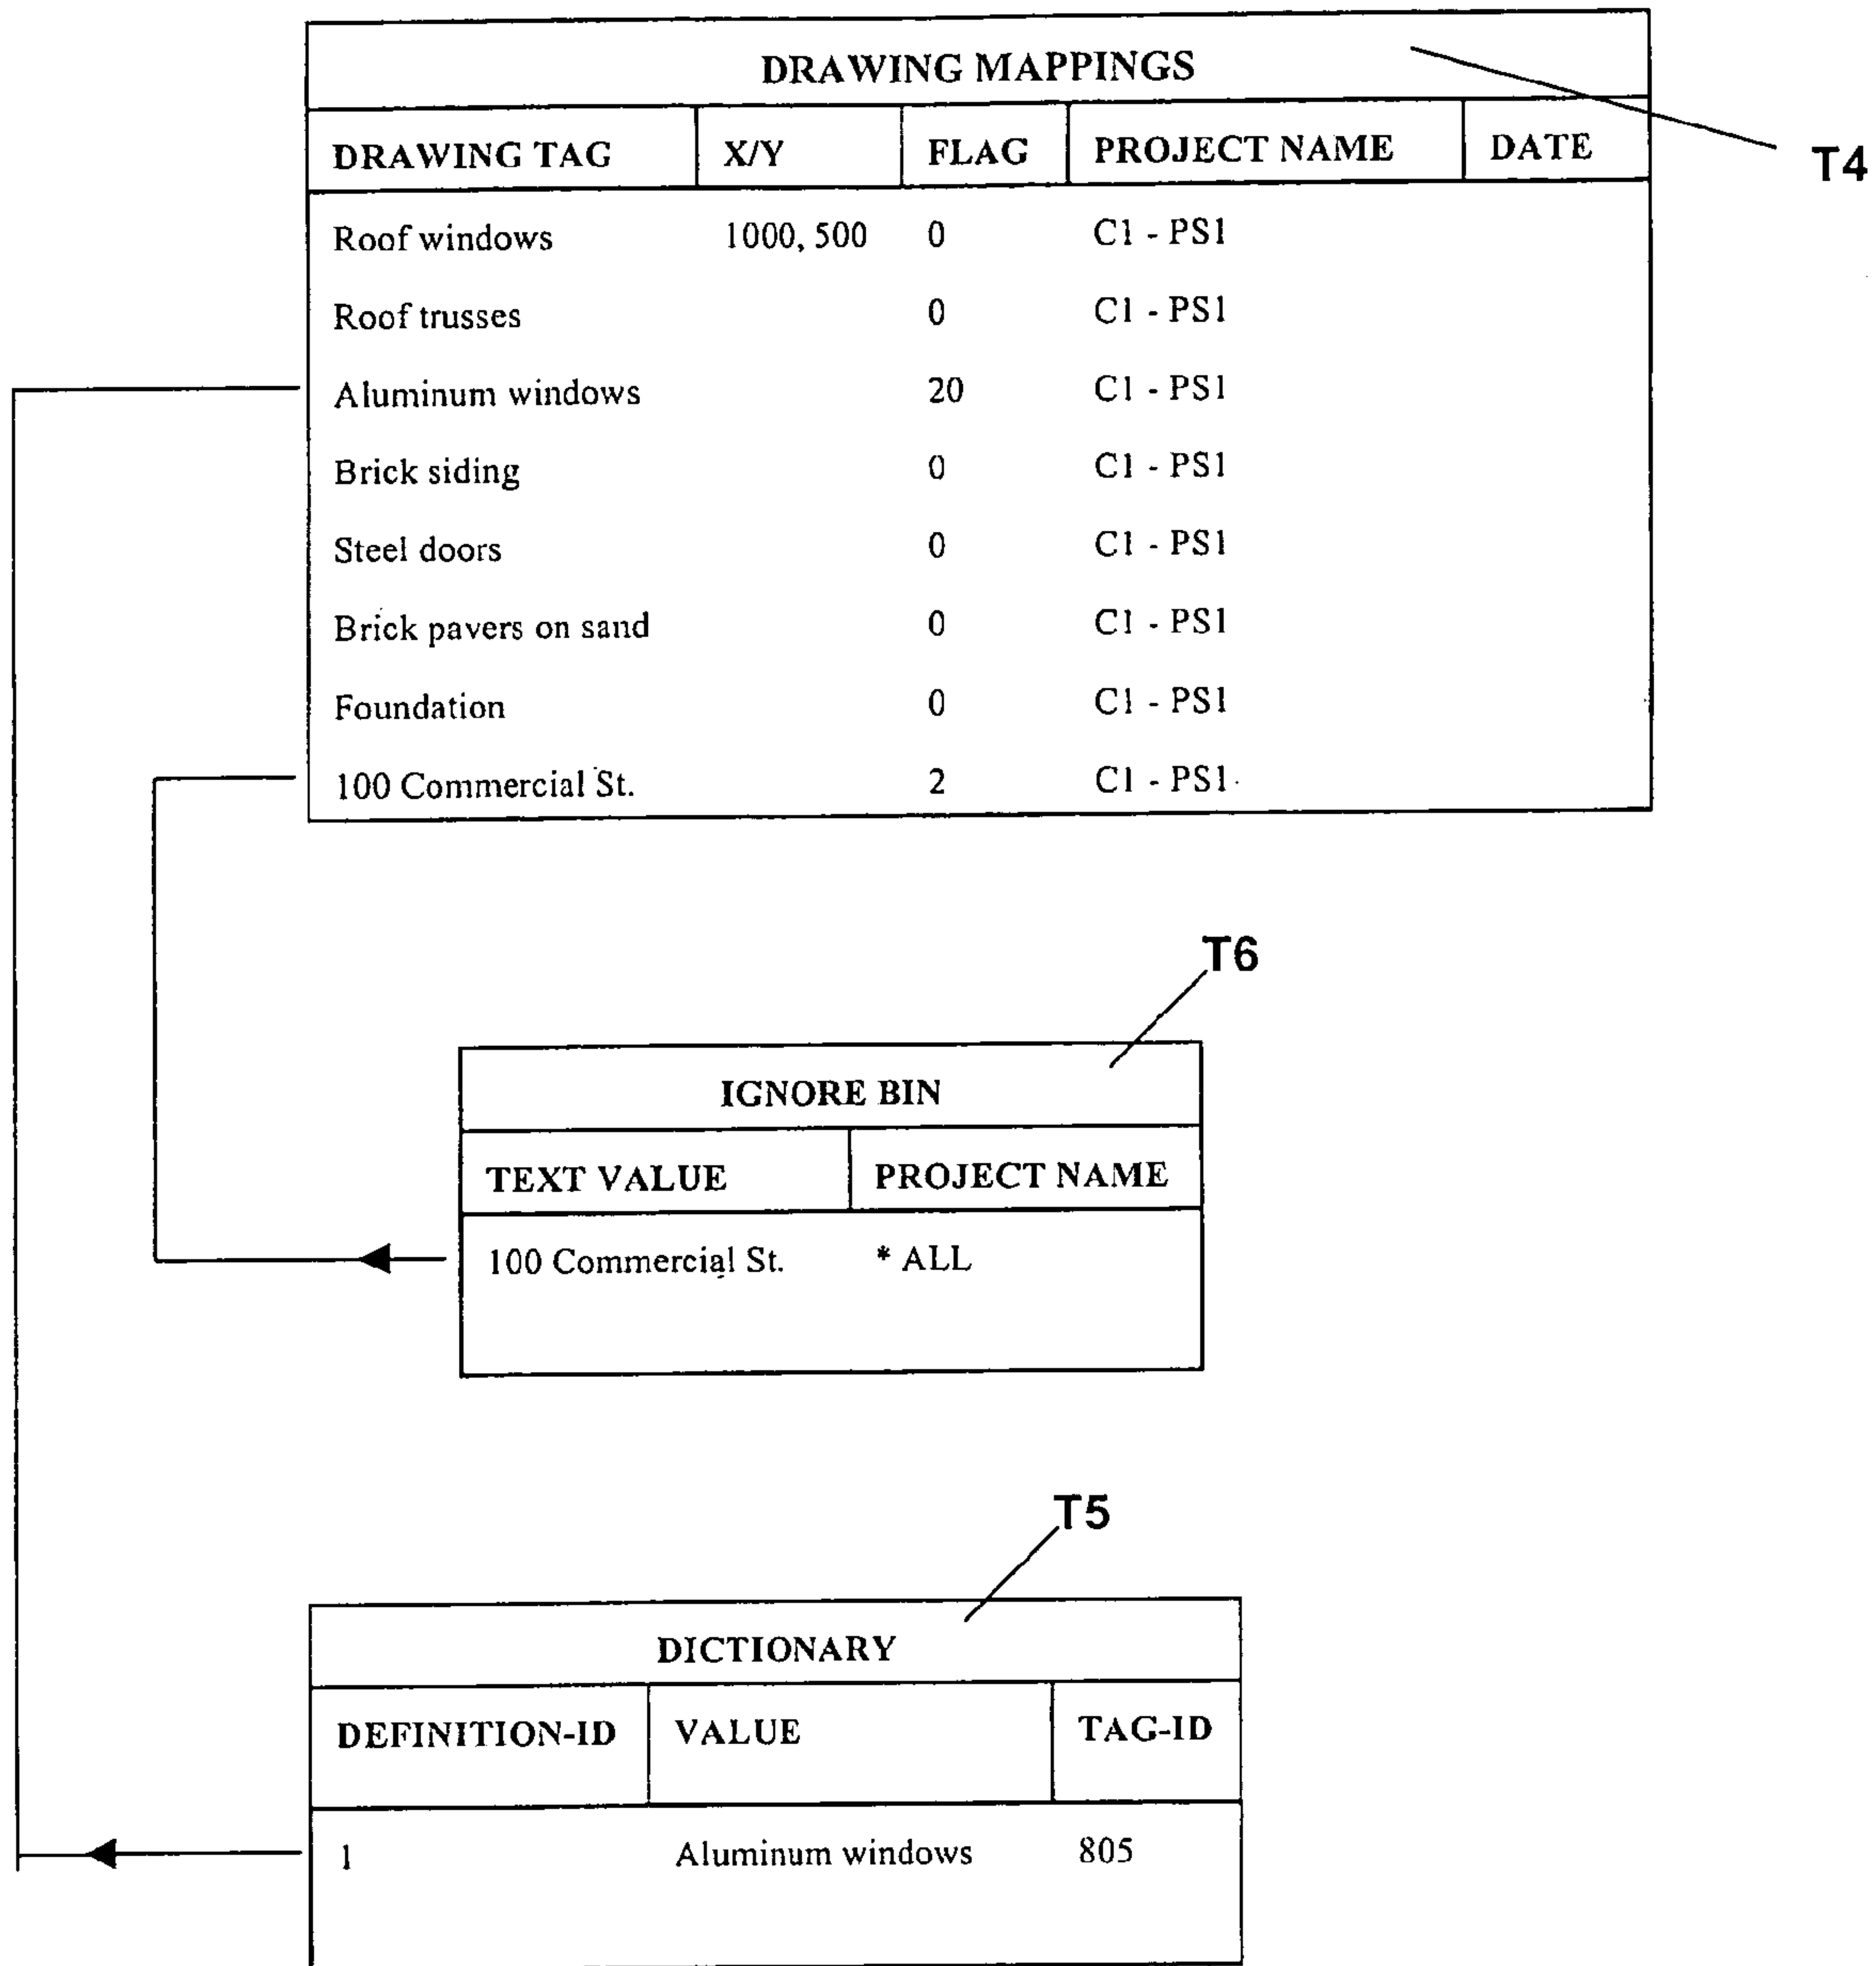 DRAWING MAPPINGS
DRAWING TAG X/Y FLAG PROJECT NAME DATE
T4
Roof windows 1000, 500 0 C1 - PS1
Roof trusses 0 C1 - PS1
Aluminum windows 20 C1 - PS1
Brick siding 0 C1 - PS1
Steel doors 0 C1 - PS1
Brick pavers on sand 0 C1 - PS1
Foundation 0 C1 - PS1
100 Commercial St. 2 C1 - PS1
T6
IGNORE BIN
TEXT VALUE PROJECT NAME
100 Commercial St. * ALL
T5
DICTIONARY
DEFINITION-ID VALUE TAG-ID
1 Aluminum windows 805